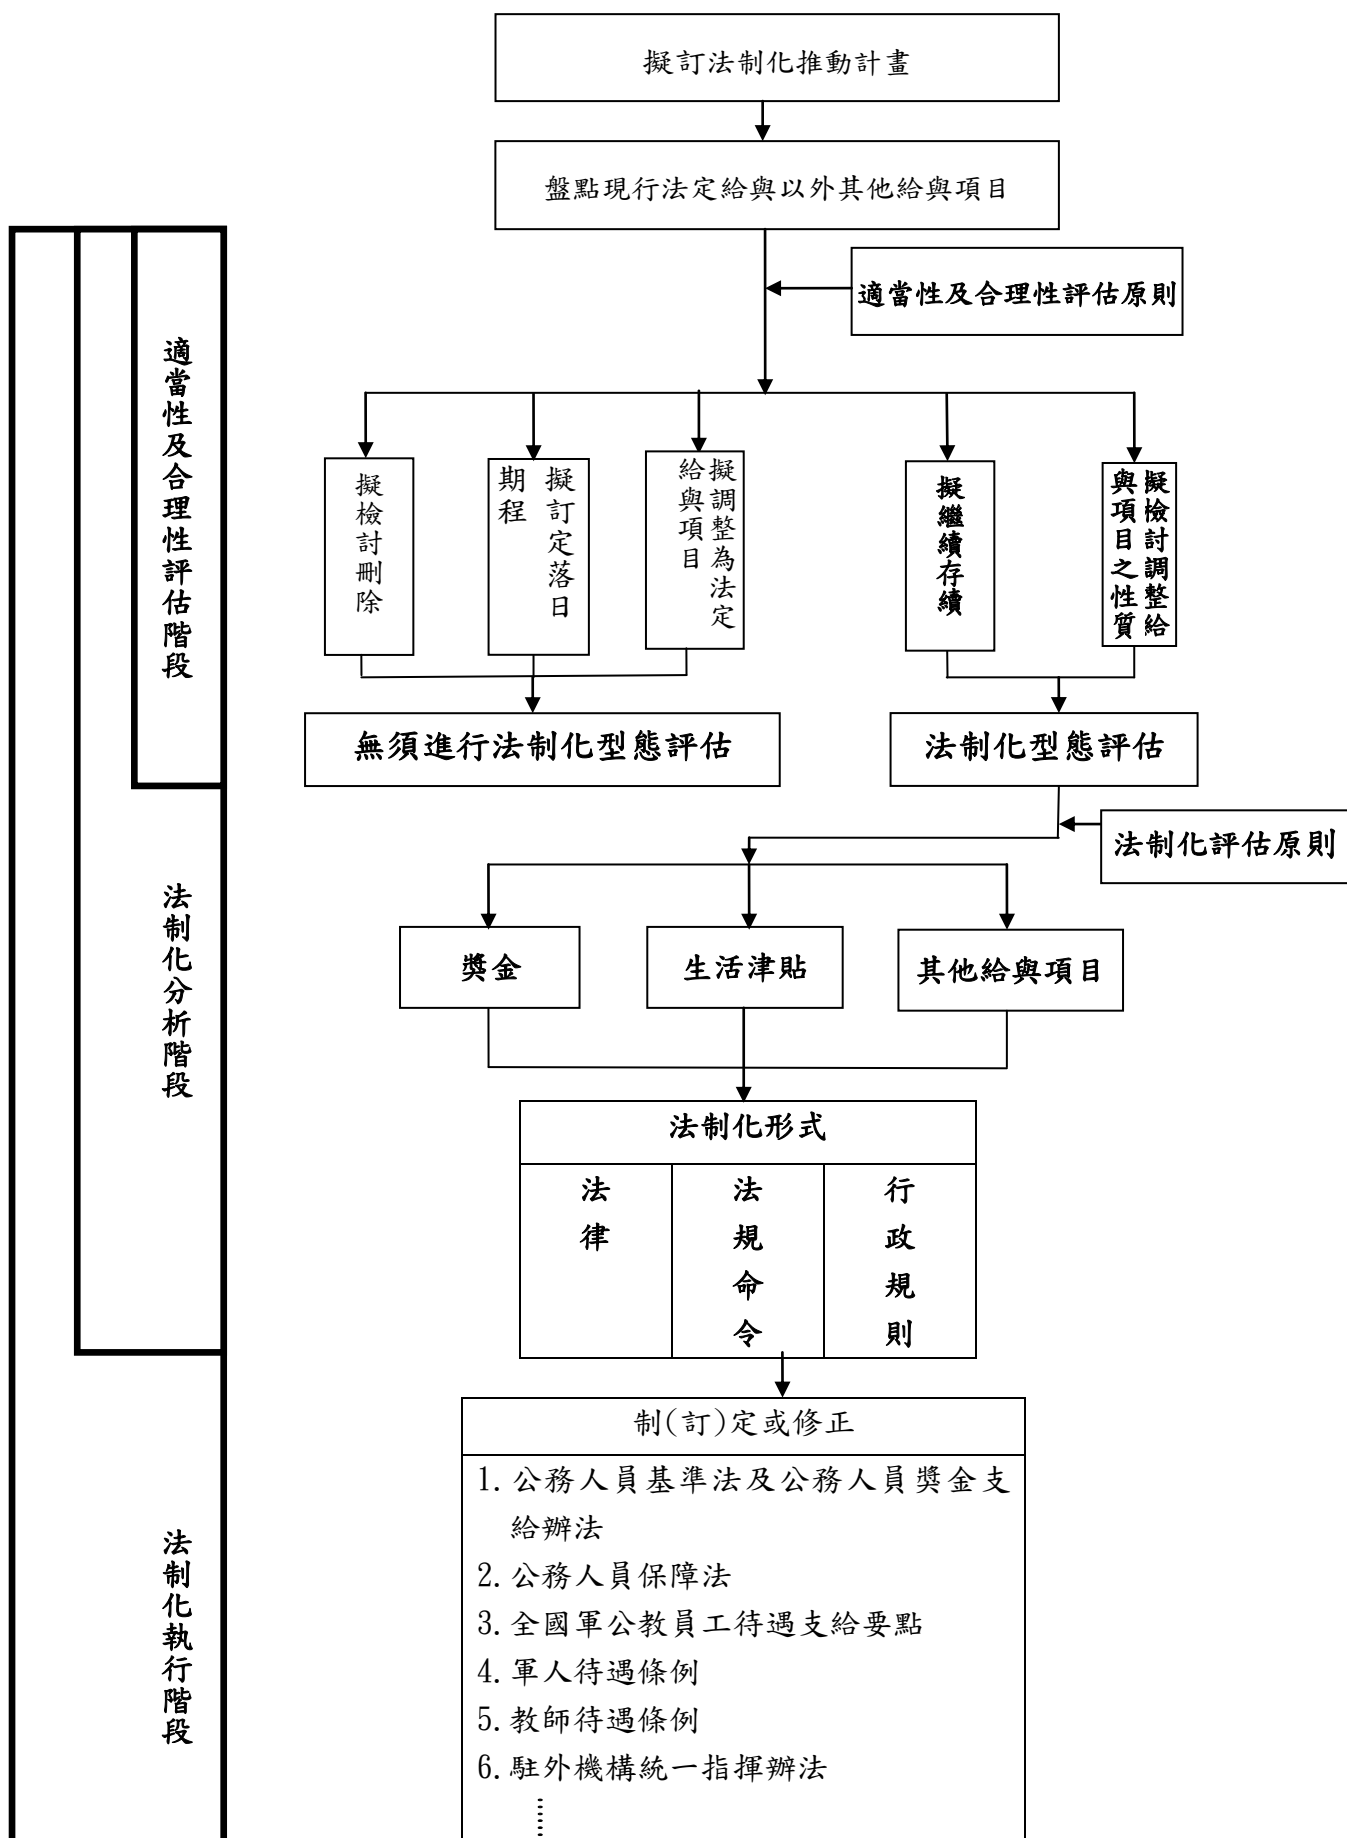 擬訂法制化推動計畫
盤點現行法定給與以外其他給與項目
適當性及合理性評估原則
適當性及合理性評估階段
擬檢討刪除
擬訂定落日
期程
擬調整為法定
給與項目
擬繼續存續
擬檢討調整給
與項目之性質
無須進行法制化型態評估
法制化型態評估
法制化評估原則
法制化分析階段
獎金
生活津貼
其他給與項目
法制化形式
法律
法規命令
行政規則
法制化執行階段
制(訂)定或修正
1. 公務人員基準法及公務人員獎金支
給辦法
2. 公務人員保障法
3. 全國軍公教員工待遇支給要點
4. 軍人待遇條例
5. 教師待遇條例
6. 駐外機構統一指揮辦法
⋯⋯